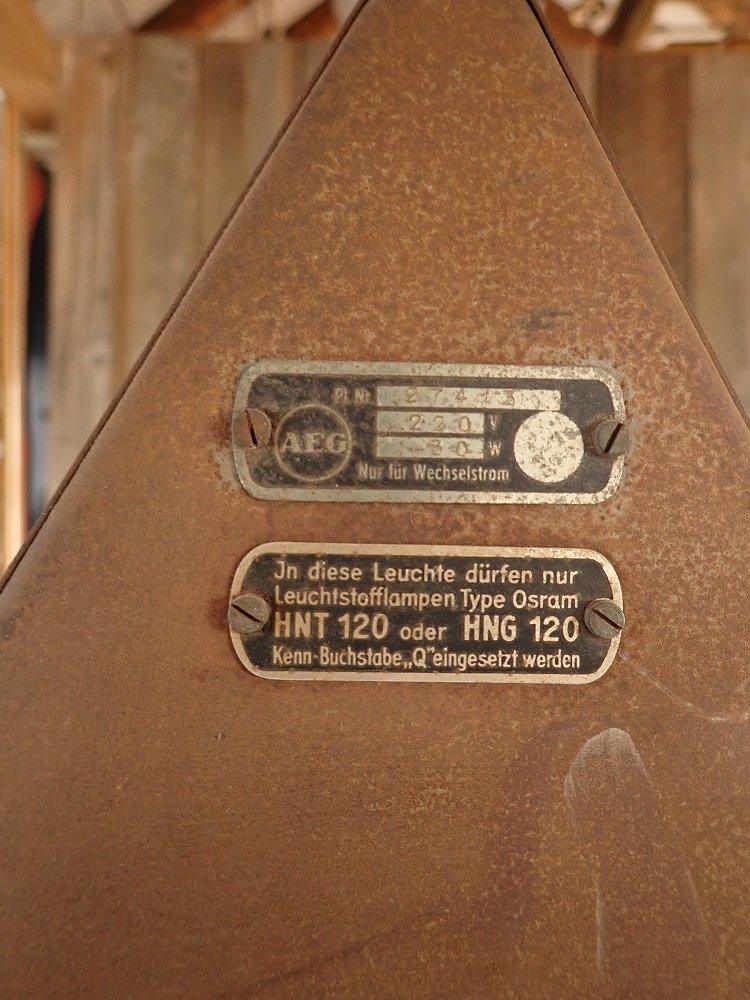 Pl. Nr. 27413
220 V
AEG
30 W
Nur für Wechselstrom
Jn diese Leuchte dürfen nur
Leuchtstofflampen Type Osram
HNT 120 oder HNG 120
Kenn-Buchstabe „Q" eingesetzt werden